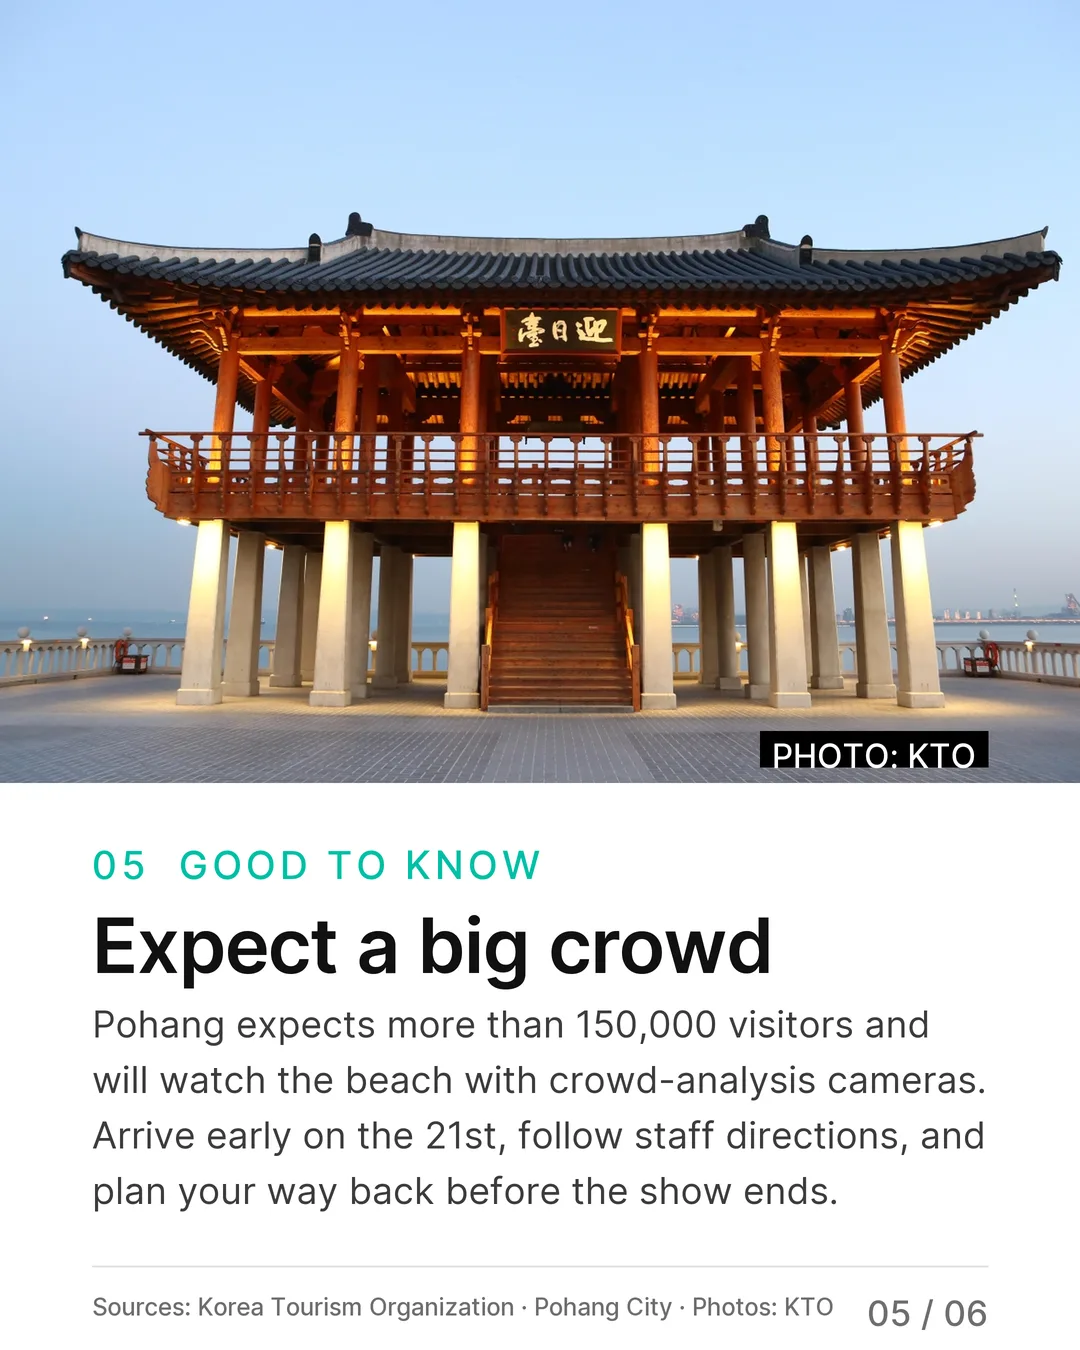 臺日迎
PHOTO: KTO
05 GOOD TO KNOW
Expect a big crowd
Pohang expects more than 150,000 visitors and
will watch the beach with crowd-analysis cameras.
Arrive early on the 21st, follow staff directions, and
plan your way back before the show ends.
Sources: Korea Tourism Organization · Pohang City · Photos: KTO
05 / 06